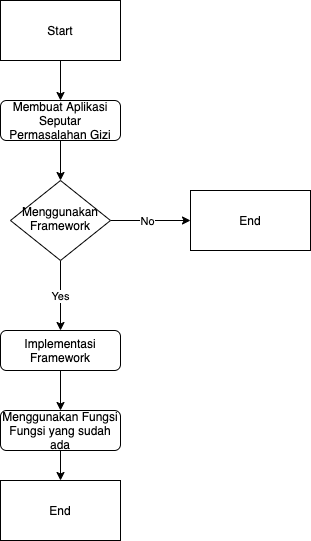 Start
Membuat Aplikasi
Seputar
Permasalahan Gizi
Menggunakan
Framework
No
End
Yes
Implementasi
Framework
Menggunakan Fungsi
Fungsi yang sudah
ada
End